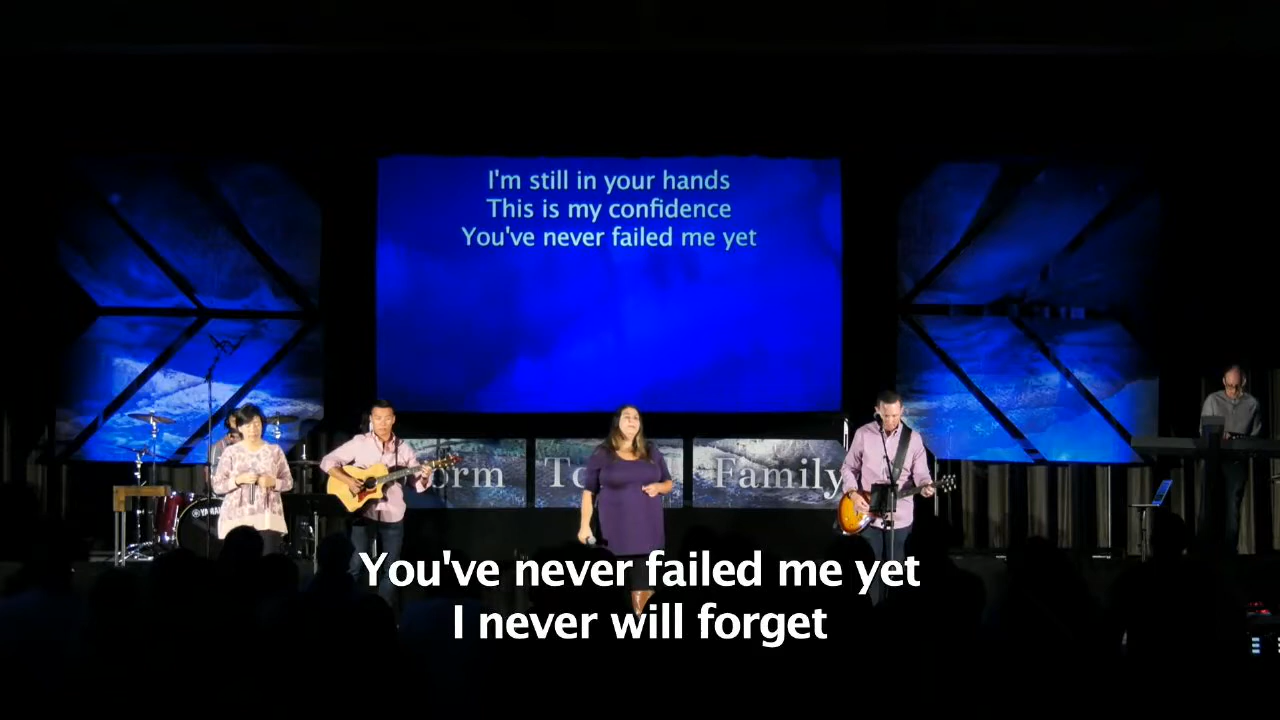 I'm still in your hands
This is my confidence
You've never failed me yet
Family
You've never failed me yet
I never will forget